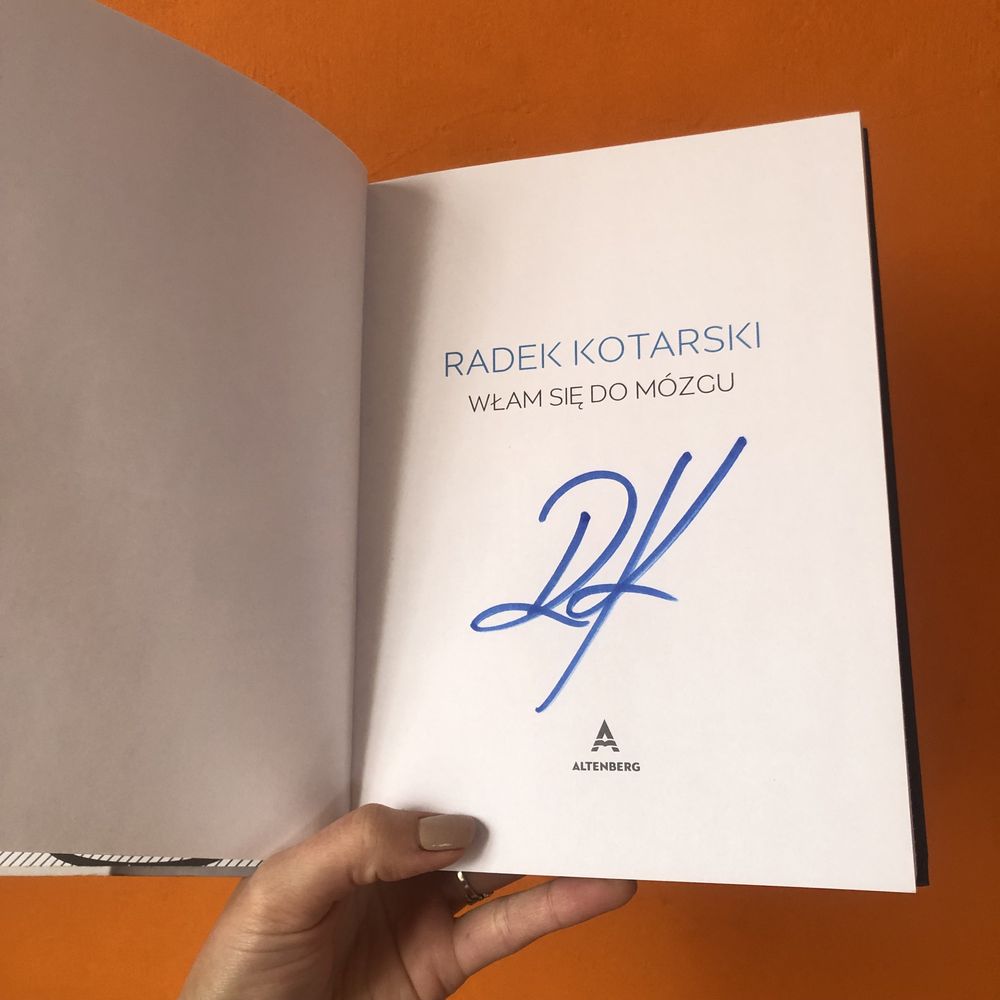 RADEK KOTARSKI
WŁAM SIĘ DO MÓZGU
RK
ALTENBERG